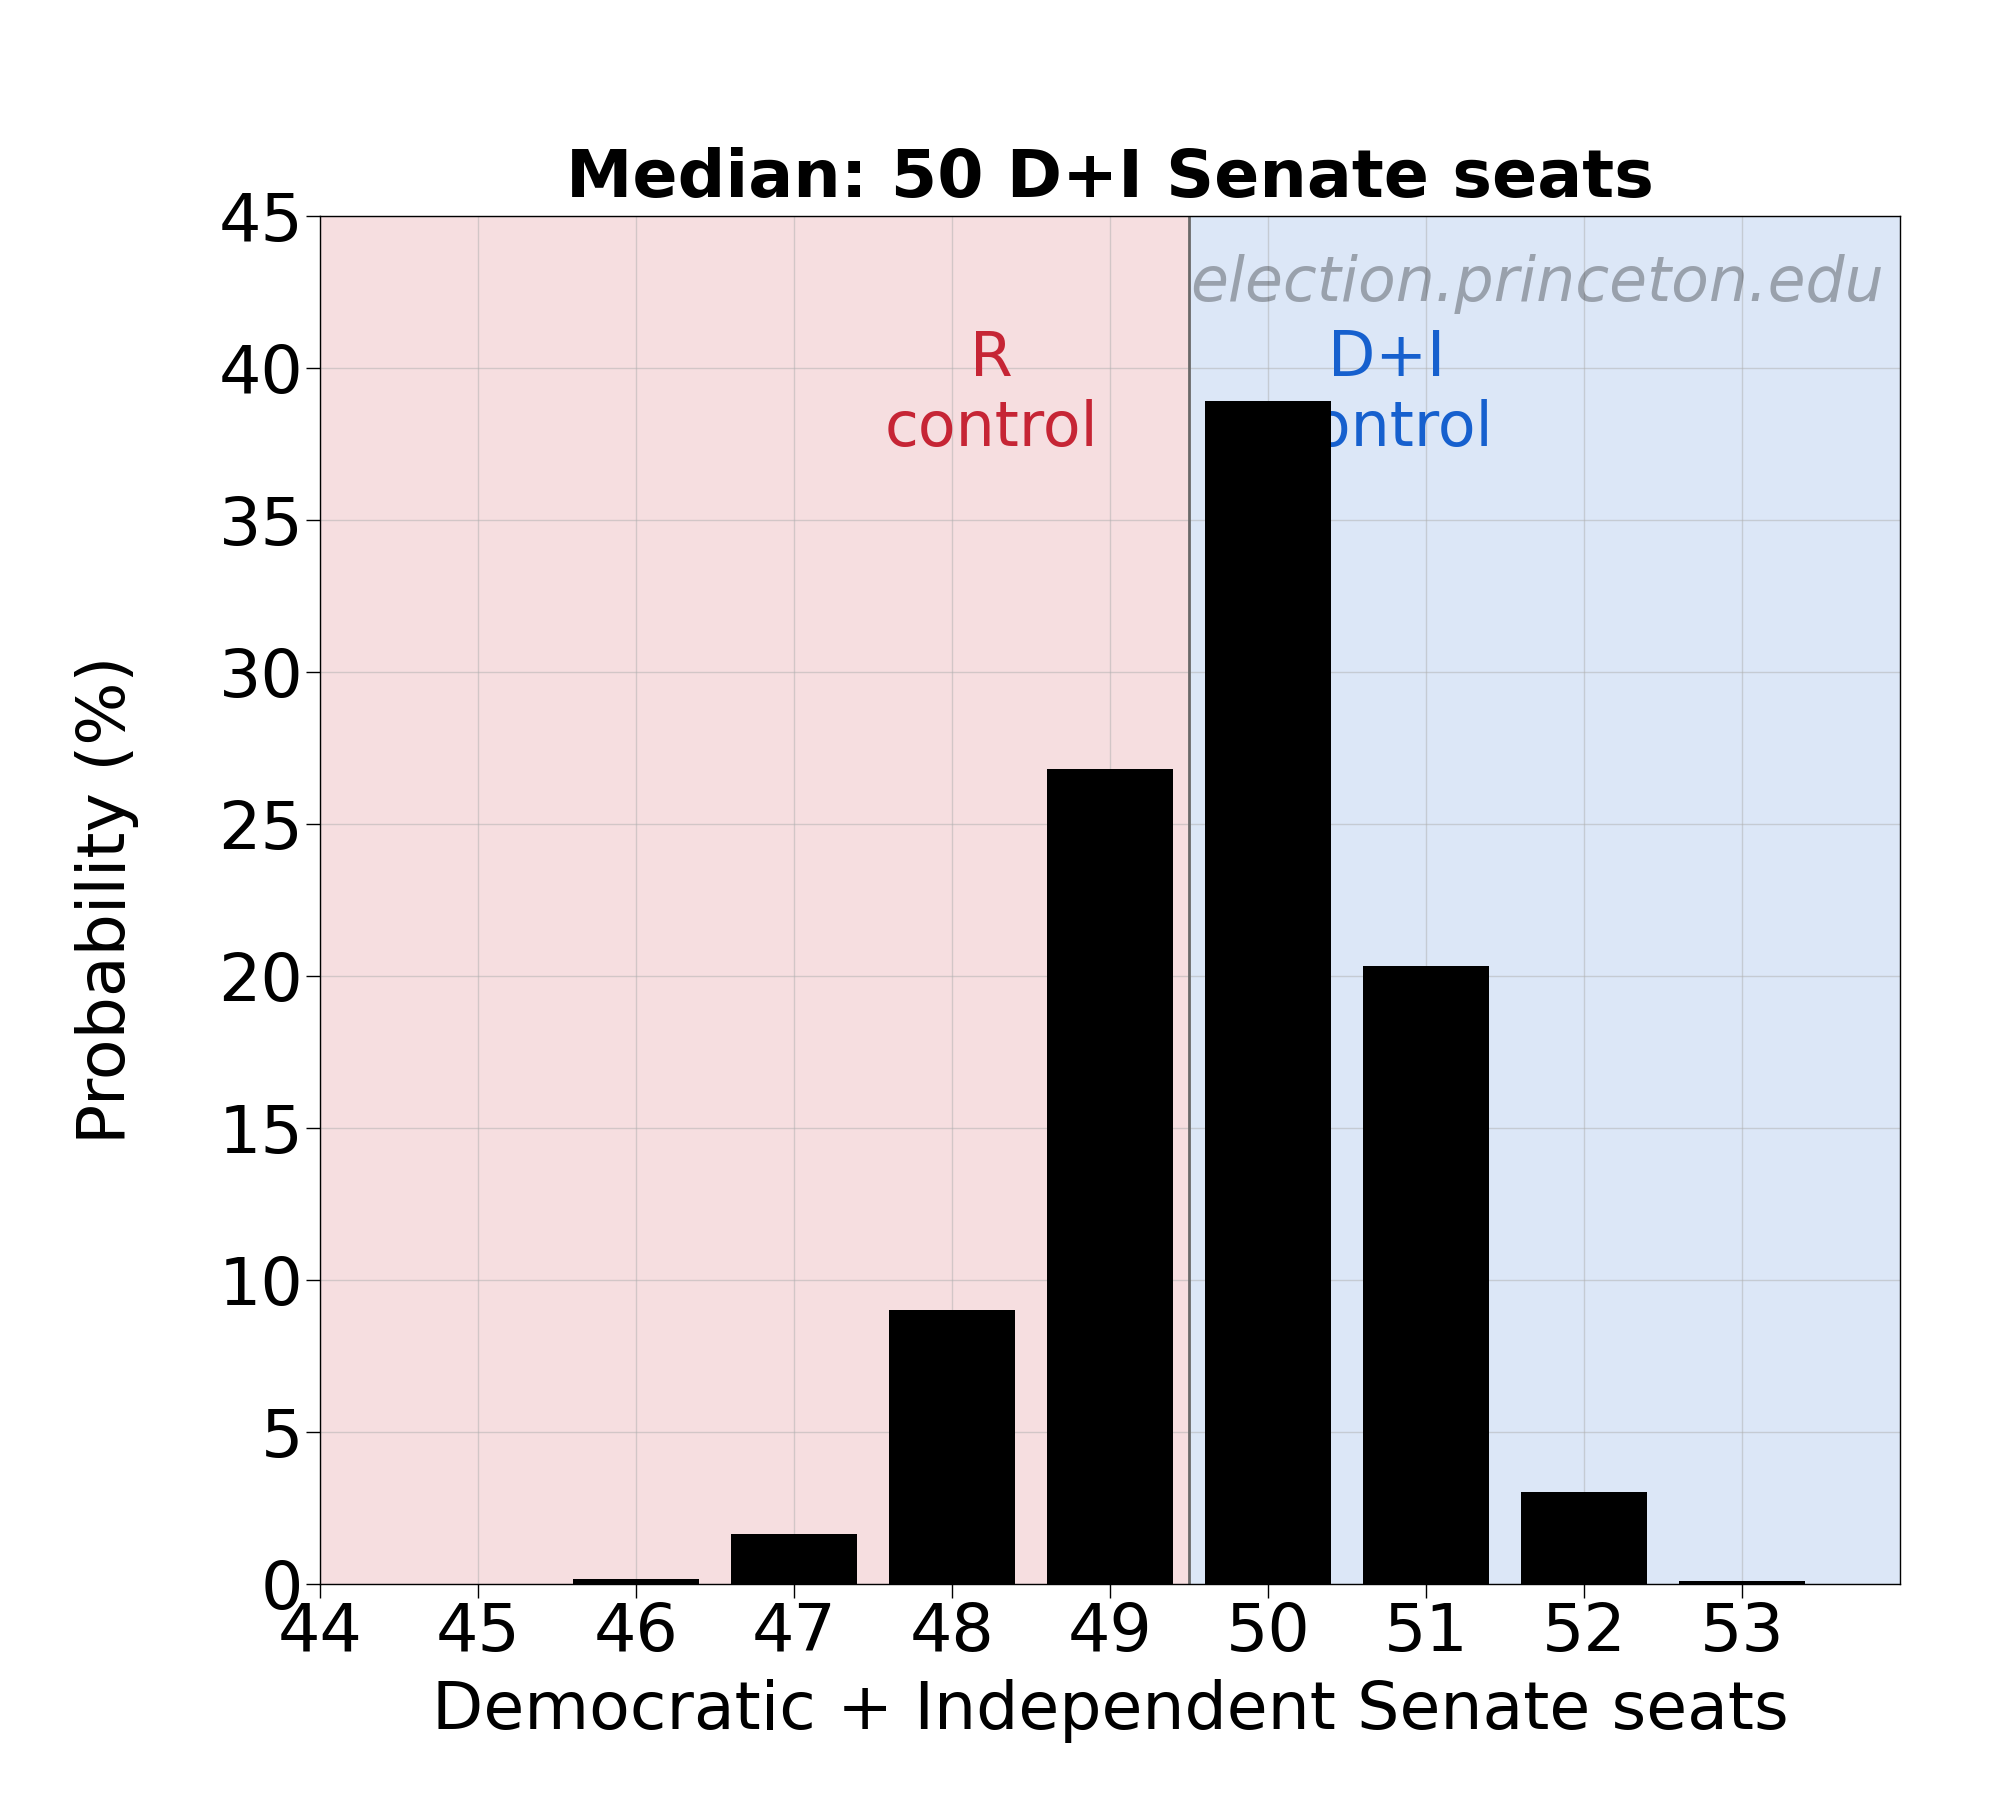 Median: 50 D+I Senate seats
election.princeton.edu
R
control
D+I
ontrol
Probability (%)
45
40
35
30
25
20
15
10
5
0
44 45 46 47 48 49 50 51 52 53
Democratic + Independent Senate seats